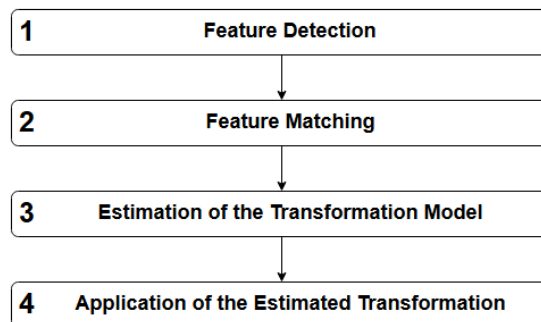 1 Feature Detection
2 Feature Matching
3 Estimation of the Transformation Model
4 Application of the Estimated Transformation